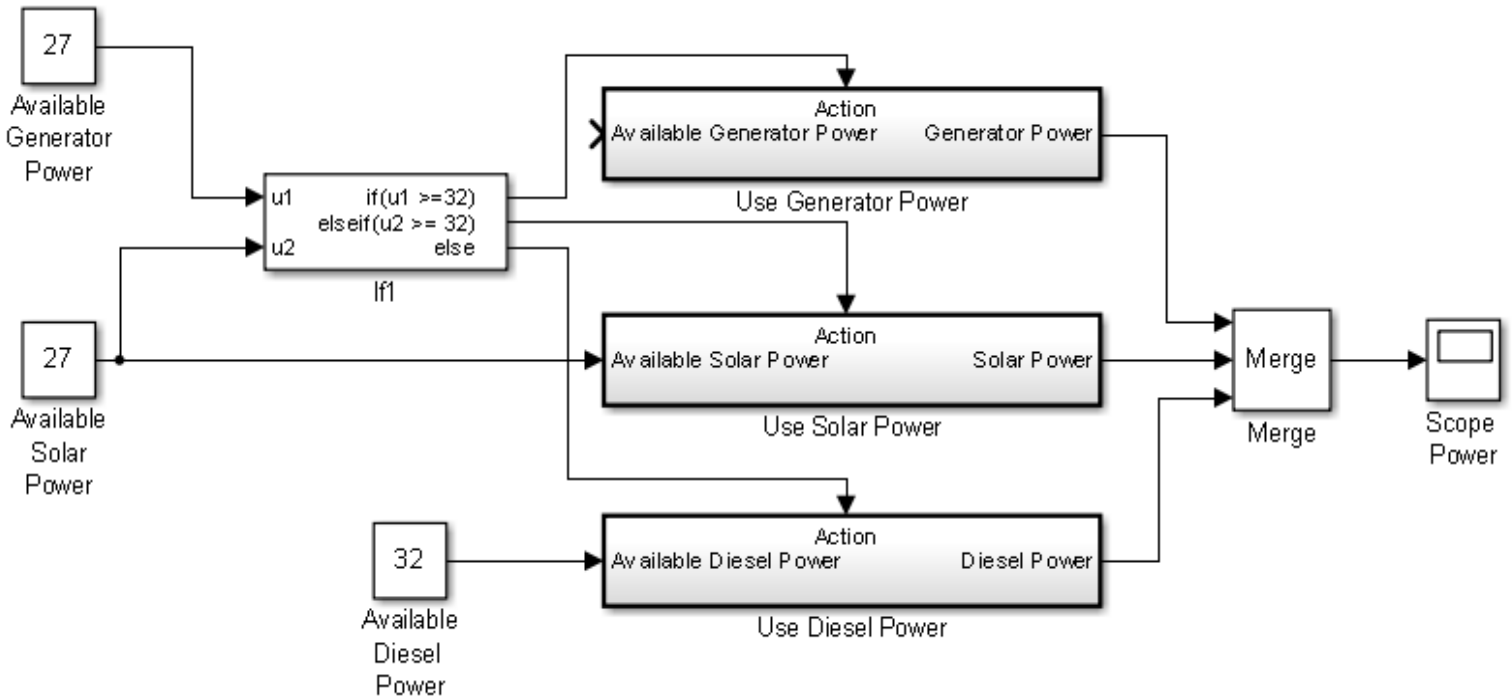 27
Available
Generator
Power
u1
if(u1 >=32)
elseif(u2 >= 32)
u2
else
If1
Action
Available Generator Power
Generator Power
Use Generator Power
27
Available
Solar
Power
Action
Available Solar Power
Solar Power
Use Solar Power
32
Available
Diesel
Power
Action
Available Diesel Power
Diesel Power
Use Diesel Power
Merge
Merge
Scope
Power